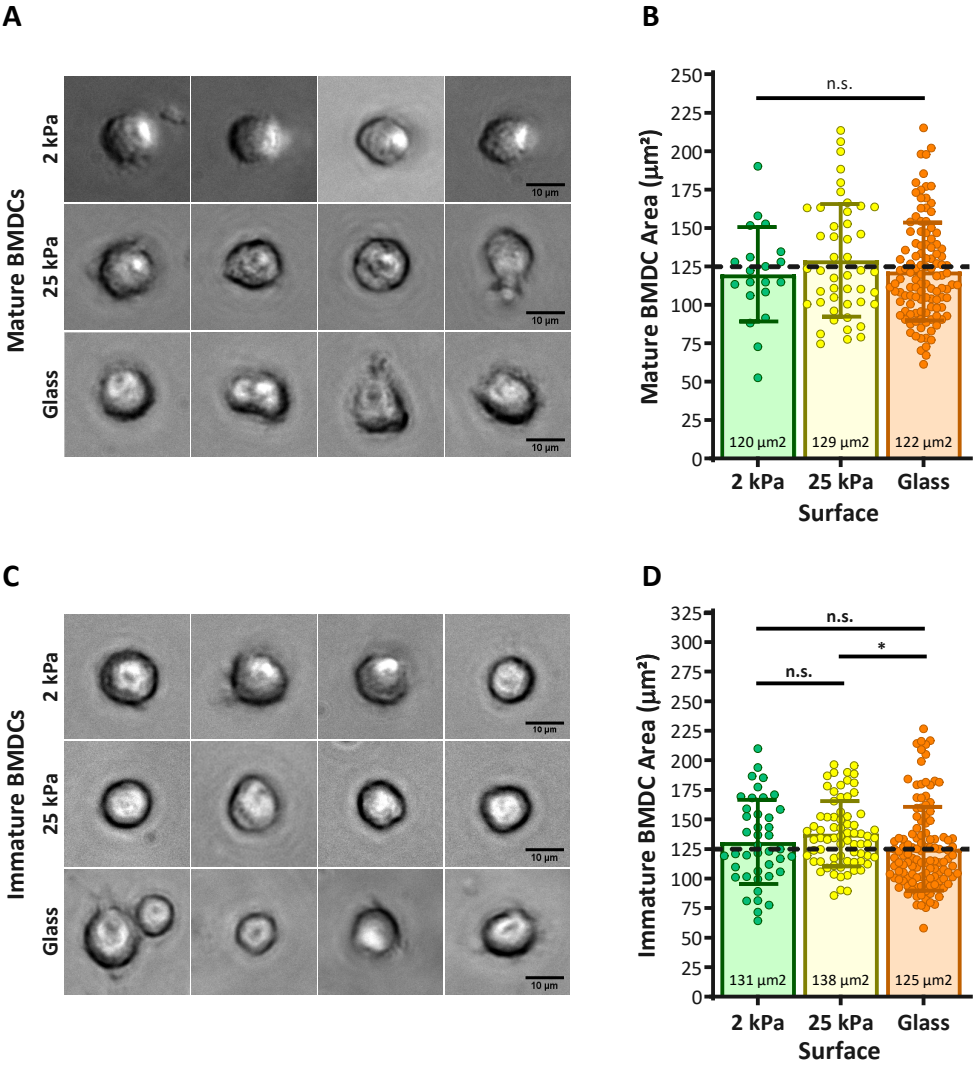 A
Mature BMDCs
2 kPa
10 µm
25 kPa
10 µm
Glass
10 µm
B
Mature BMDC Area (µm²)
250
225
200
175
150
125
100
75
50
25
0
n.s.
120 µm2
129 µm2
122 µm2
2 kPa
25 kPa
Glass
Surface
C
Immature BMDCs
2 kPa
10 µm
25 kPa
10 µm
Glass
10 µm
D
Immature BMDC Area (µm²)
325
300
275
250
225
200
175
150
125
100
75
50
25
0
n.s.
*
n.s.
131 µm2
138 µm2
125 µm2
2 kPa
25 kPa
Glass
Surface